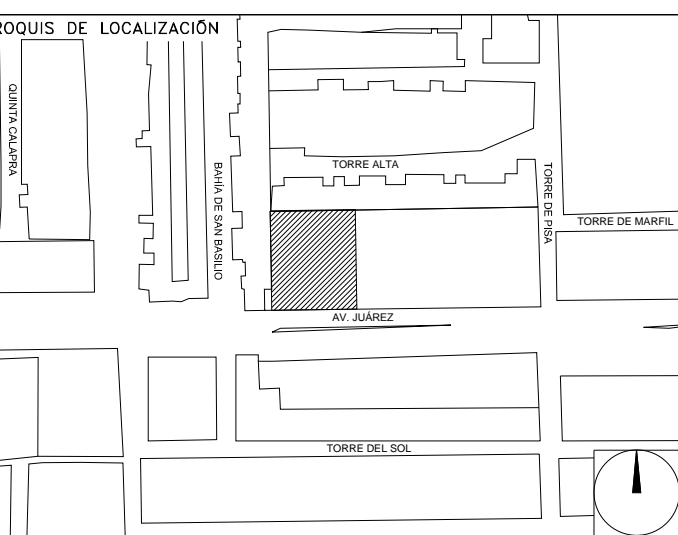 ROQUIS DE LOCALIZACIÓN
QUINTA CALAPRA
BAHÍA DE SAN BASILIO
TORRE ALTA
TORRE DE PISA
TORRE DE MARFIL
AV. JUÁREZ
TORRE DEL SOL